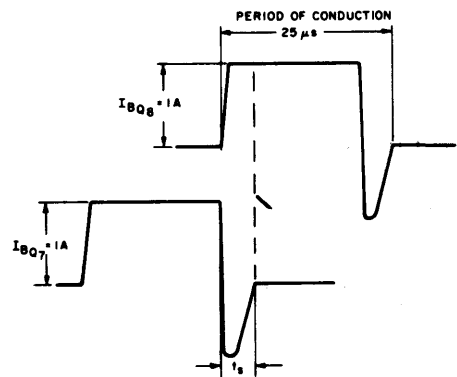 PERIOD OF CONDUCTION
25 μs
IBQ8 = 1A
IBQ7 = 1A
ts